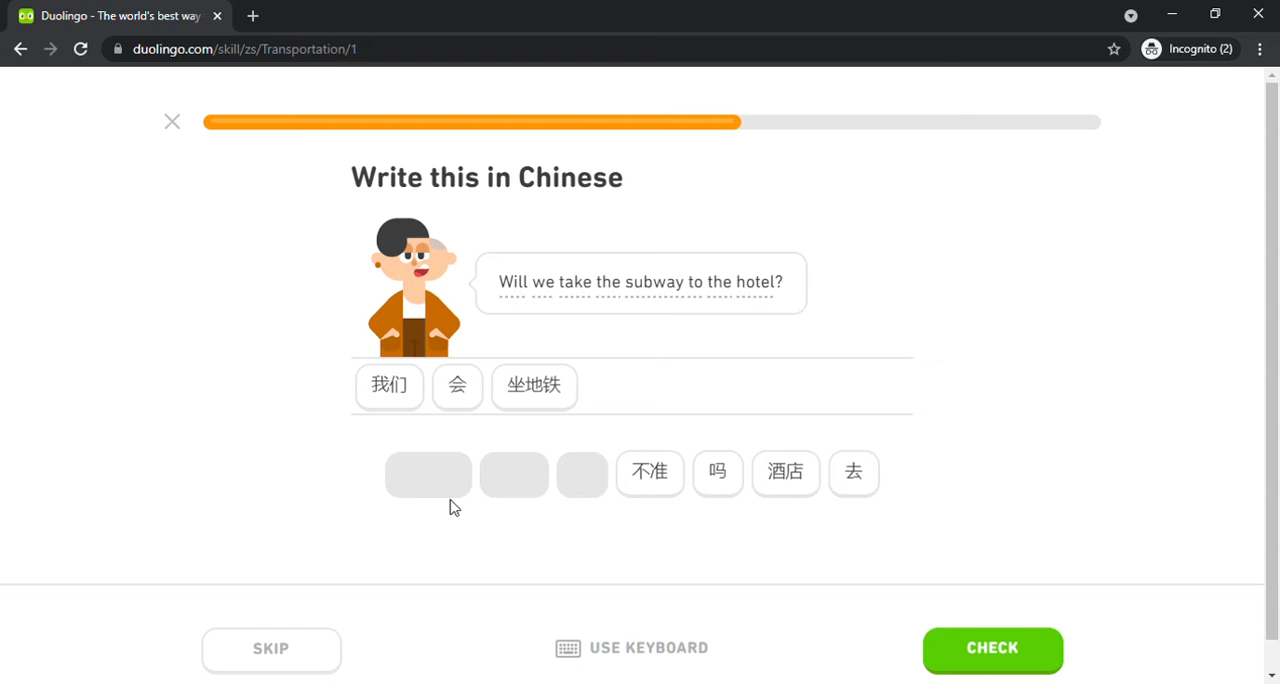 Duolingo - The world's best way
duolingo.com/skill/zs/Transportation/1
Incognito (2)
Write this in Chinese
Will we take the subway to the hotel?
我们 会 坐地铁
不准 吗 酒店 去
SKIP
USE KEYBOARD
CHECK